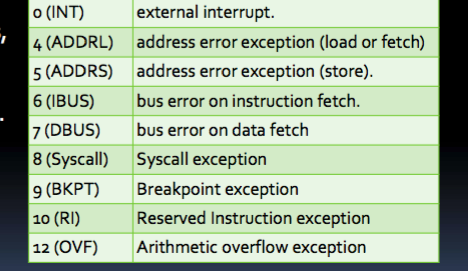 0 (INT) external interrupt.
4 (ADDRL) address error exception (load or fetch)
5 (ADDRS) address error exception (store).
6 (IBUS) bus error on instruction fetch.
7 (DBUS) bus error on data fetch
8 (Syscall) Syscall exception
9 (BKPT) Breakpoint exception
10 (RI) Reserved Instruction exception
12 (OVF) Arithmetic overflow exception